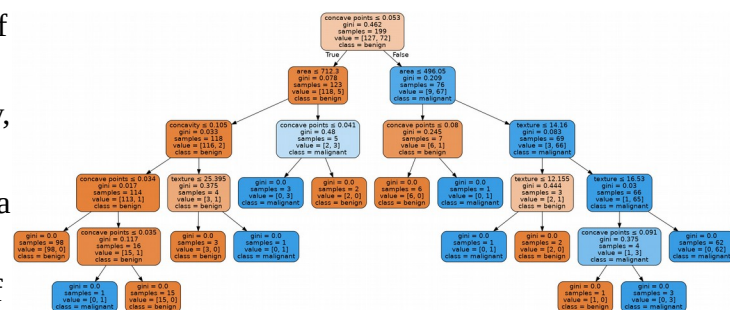 f
y,
a
f
concave points ≤ 0.053
gini = 0.462
samples = 199
value = [127, 72]
class = benign
True
False
area ≤ 712.3
gini = 0.078
samples = 123
value = [118, 5]
class = benign
area ≤ 496.05
gini = 0.209
samples = 76
value = [9, 67]
class = malignant
concavity ≤ 0.105
gini = 0.033
samples = 118
value = [116, 2]
class = benign
concave points ≤ 0.041
gini = 0.48
samples = 5
value = [2, 3]
class = malignant
concave points ≤ 0.08
gini = 0.245
samples = 7
value = [6, 1]
class = benign
texture ≤ 14.16
gini = 0.083
samples = 69
value = [3, 66]
class = malignant
concave points ≤ 0.034
gini = 0.017
samples = 114
value = [113, 1]
class = benign
texture ≤ 25.395
gini = 0.375
samples = 4
value = [3, 1]
class = benign
gini = 0.0
samples = 3
value = [0, 3]
class = malignant
gini = 0.0
samples = 2
value = [2, 0]
class = benign
gini = 0.0
samples = 6
value = [6, 0]
class = benign
gini = 0.0
samples = 1
value = [0, 1]
class = malignant
texture ≤ 12.155
gini = 0.444
samples = 3
value = [2, 1]
class = benign
texture ≤ 16.53
gini = 0.03
samples = 66
value = [1, 65]
class = malignant
gini = 0.0
samples = 98
value = [98, 0]
class = benign
concave points ≤ 0.035
gini = 0.117
samples = 16
value = [15, 1]
class = benign
gini = 0.0
samples = 3
value = [3, 0]
class = benign
gini = 0.0
samples = 1
value = [0, 1]
class = malignant
gini = 0.0
samples = 1
value = [0, 1]
class = malignant
gini = 0.0
samples = 2
value = [2, 0]
class = benign
concave points ≤ 0.091
gini = 0.375
samples = 4
value = [1, 3]
class = malignant
gini = 0.0
samples = 62
value = [0, 62]
class = malignant
gini = 0.0
samples = 1
value = [0, 1]
class = malignant
gini = 0.0
samples = 15
value = [15, 0]
class = benign
gini = 0.0
samples = 1
value = [1, 0]
class = benign
gini = 0.0
samples = 3
value = [0, 3]
class = malignant